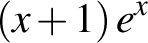 (x + 1) e^x